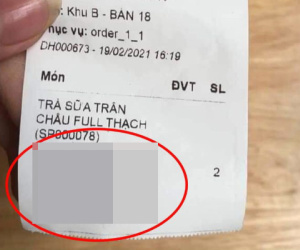 : Khu B - BÀN 18
hục vụ: order_1_1
DH000673 - 19/02/2021 16:19
Món ĐVT SL
TRÀ SỮA TRÂN
CHÂU FULL THẠCH
(SP000078)
2